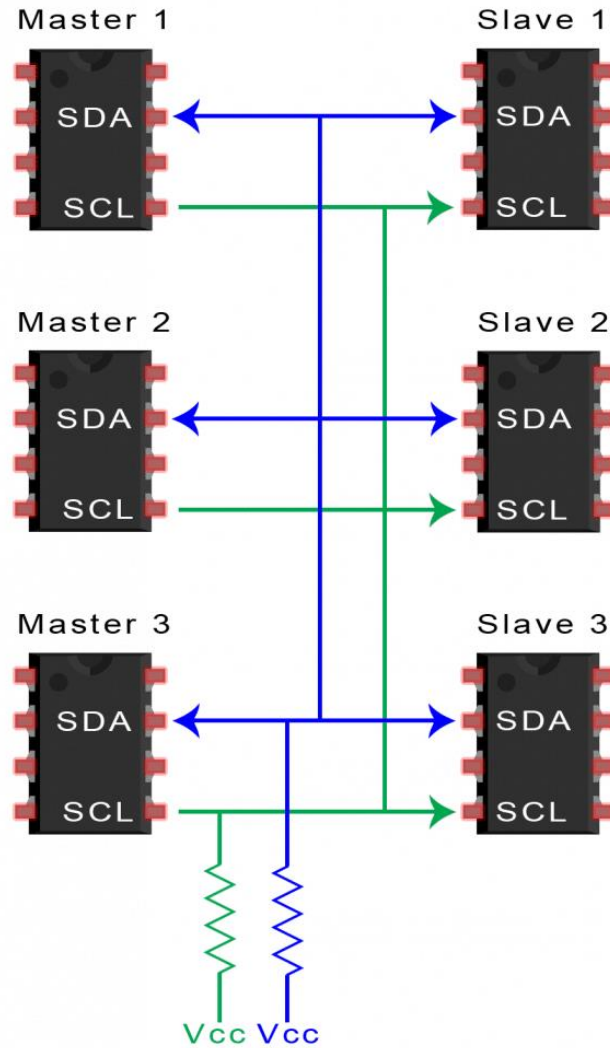 Master 1
Slave 1
SDA
SDA
SCL
SCL
Master 2
Slave 2
SDA
SDA
SCL
SCL
Master 3
Slave 3
SDA
SDA
SCL
SCL
Vcc Vcc